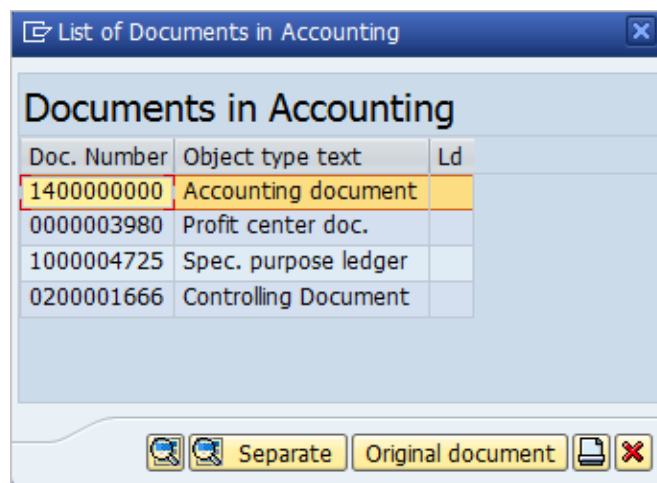 List of Documents in Accounting
Documents in Accounting
Doc. Number Object type text Ld
1400000000 Accounting document
0000003980 Profit center doc.
1000004725 Spec. purpose ledger
0200001666 Controlling Document
Separate Original document